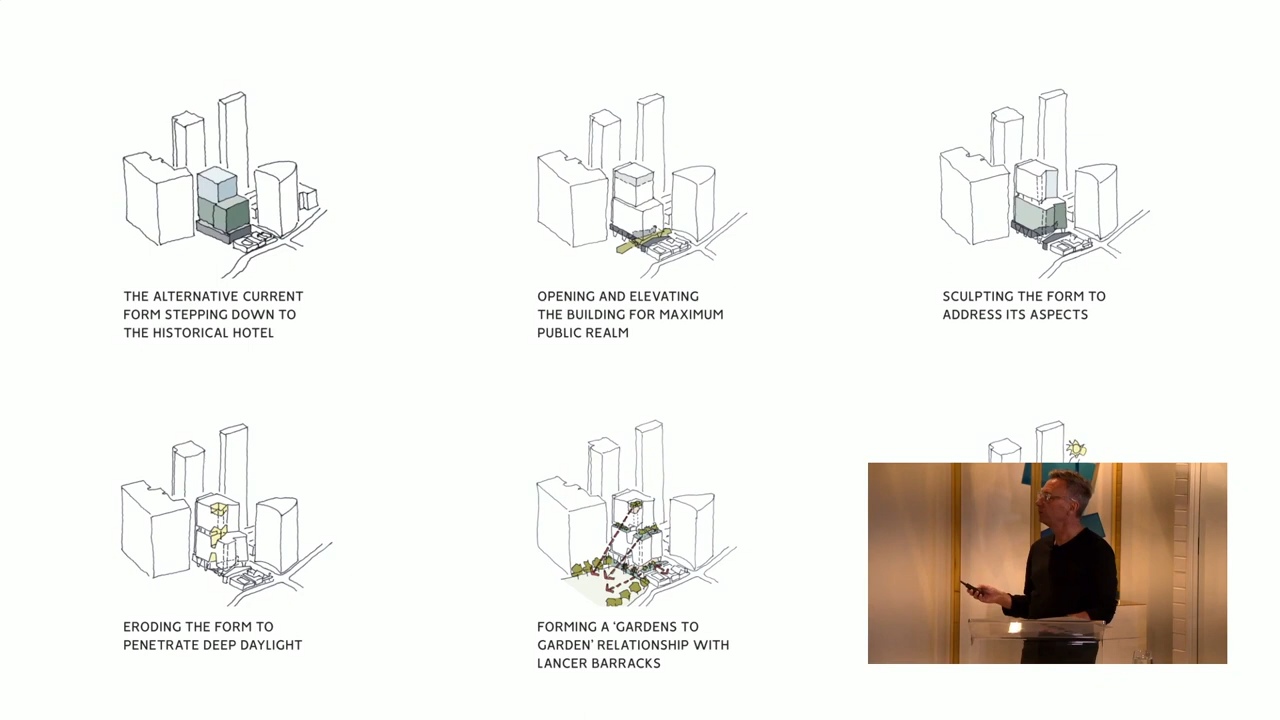 THE ALTERNATIVE CURRENT
FORM STEPPING DOWN TO
THE HISTORICAL HOTEL
OPENING AND ELEVATING
THE BUILDING FOR MAXIMUM
PUBLIC REALM
SCULPTING THE FORM TO
ADDRESS ITS ASPECTS
ERODING THE FORM TO
PENETRATE DEEP DAYLIGHT
FORMING A ‘GARDENS TO
GARDEN’ RELATIONSHIP WITH
LANCER BARRACKS